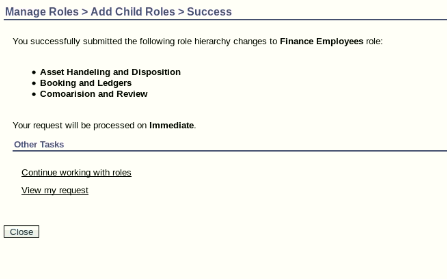 Manage Roles > Add Child Roles > Success
You successfully submitted the following role hierarchy changes to Finance Employees role:
Asset Handeling and Disposition
Booking and Ledgers
Comoarision and Review
Your request will be processed on Immediate.
Other Tasks
Continue working with roles
View my request
Close